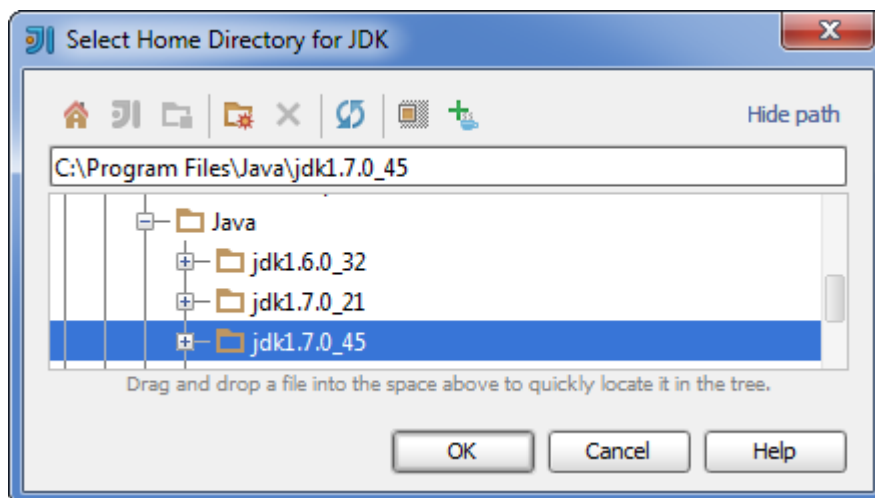 Select Home Directory for JDK
Hide path
C:\Program Files\Java\jdk1.7.0_45
Java
jdk1.6.0_32
jdk1.7.0_21
jdk1.7.0_45
Drag and drop a file into the space above to quickly locate it in the tree.
OK Cancel Help